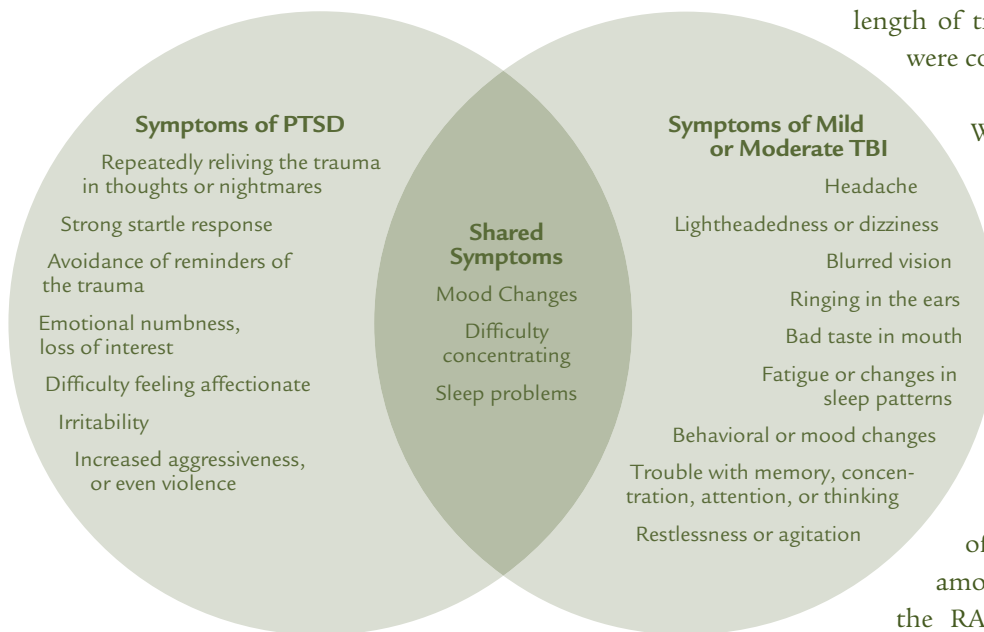 length of
were
Symptoms of PTSD
Repeatedly reliving the trauma
in thoughts or nightmares
Strong startle response
Avoidance of reminders of
the trauma
Emotional numbness,
loss of interest
Difficulty feeling affectionate
Irritability
Increased aggressiveness,
or even violence
Shared
Symptoms
Mood Changes
Difficulty
concentrating
Sleep problems
Symptoms of Mild
or Moderate TBI
Headache
Lightheadedness or dizziness
Blurred vision
Ringing in the ears
Bad taste in mouth
Fatigue or changes in
sleep patterns
Behavioral or mood changes
Trouble with memory, concen-
tration, attention, or thinking
Restlessness or agitation
of
the